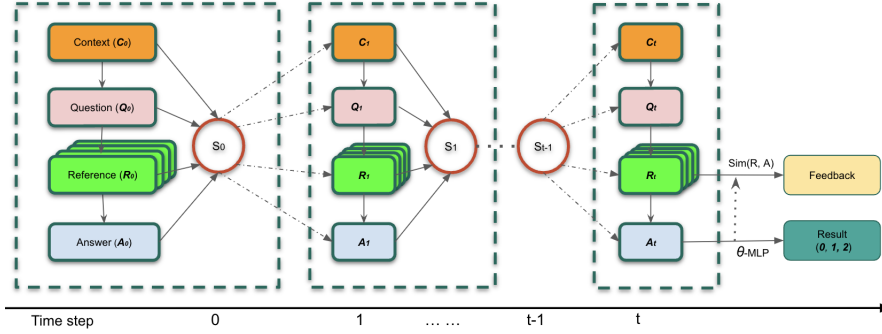 Context (C₀)
Question (Q₀)
Reference (R₀)
Answer (A₀)
S0
C₁
Q₁
R₁
A₁
S1
St-1
Ct
Qt
Rt
At
Sim(R, A)
Feedback
θ-MLP
Result
(0, 1, 2)
Time step 0 1 … … t-1 t